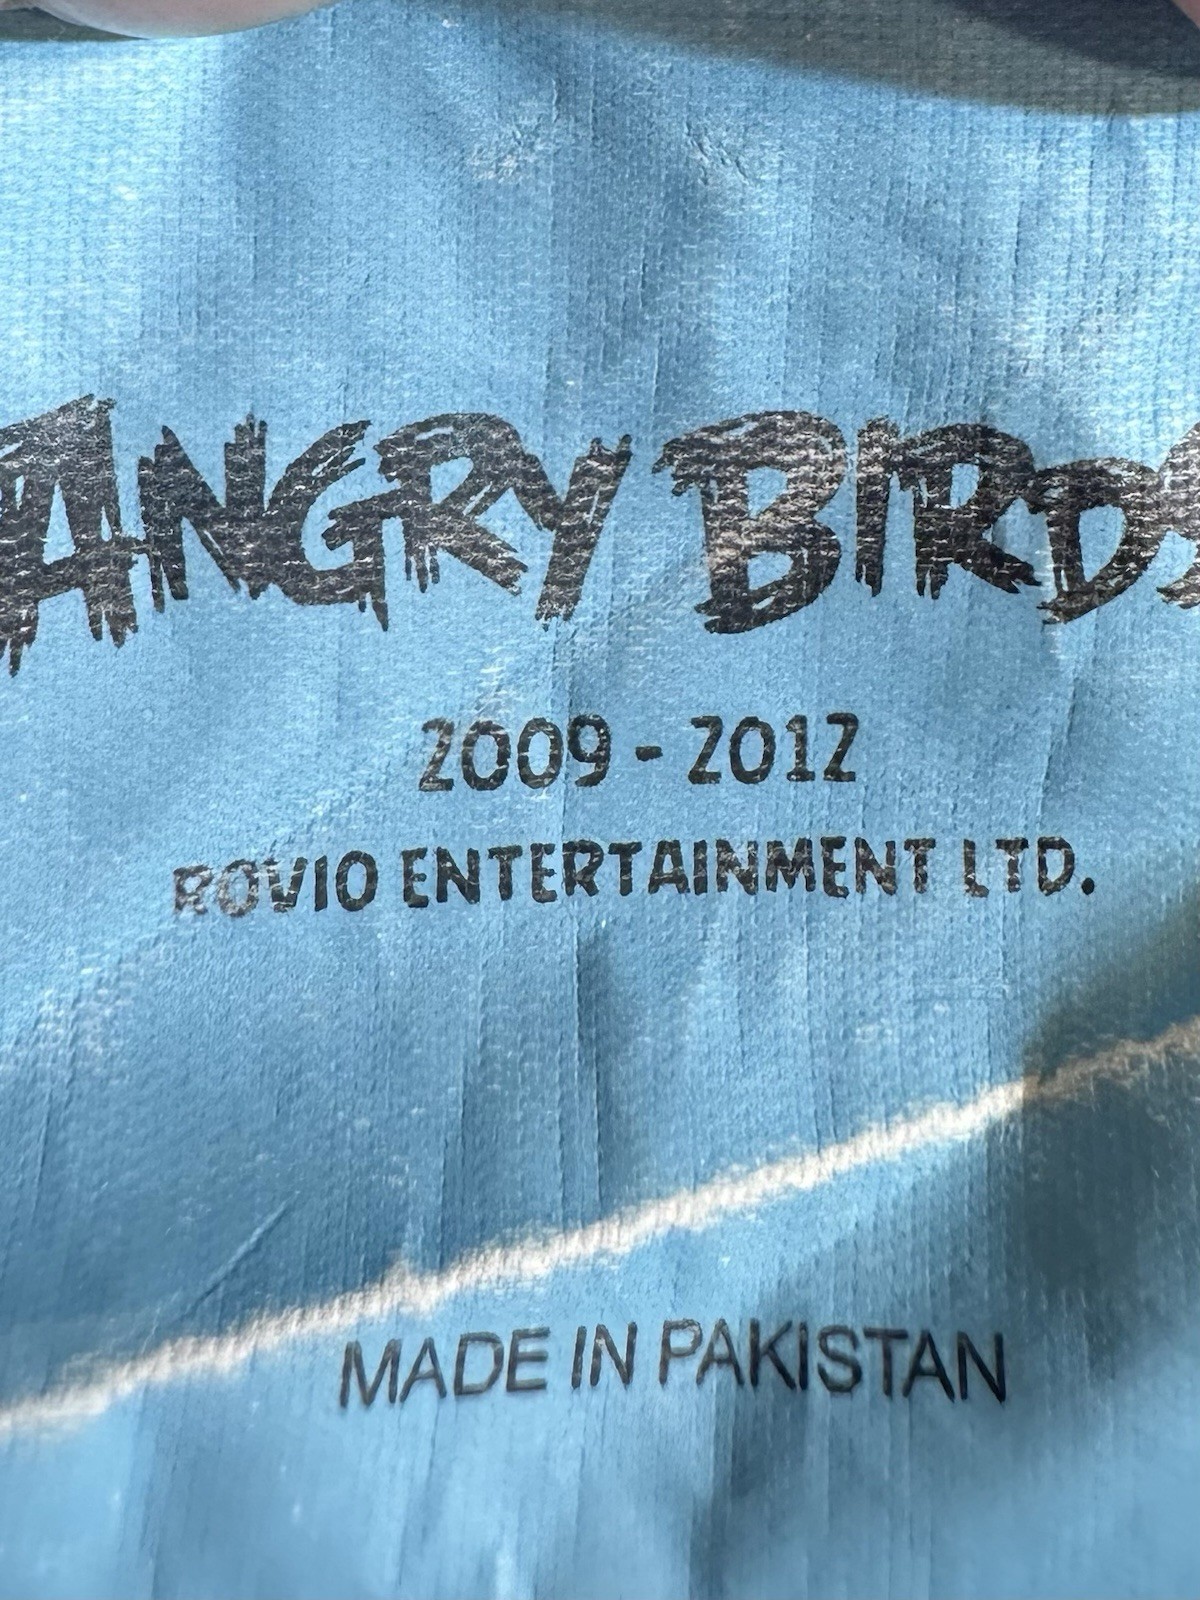 ANGRY BIRDS
2009 - 2012
ROVIO ENTERTAINMENT LTD.
MADE IN PAKISTAN